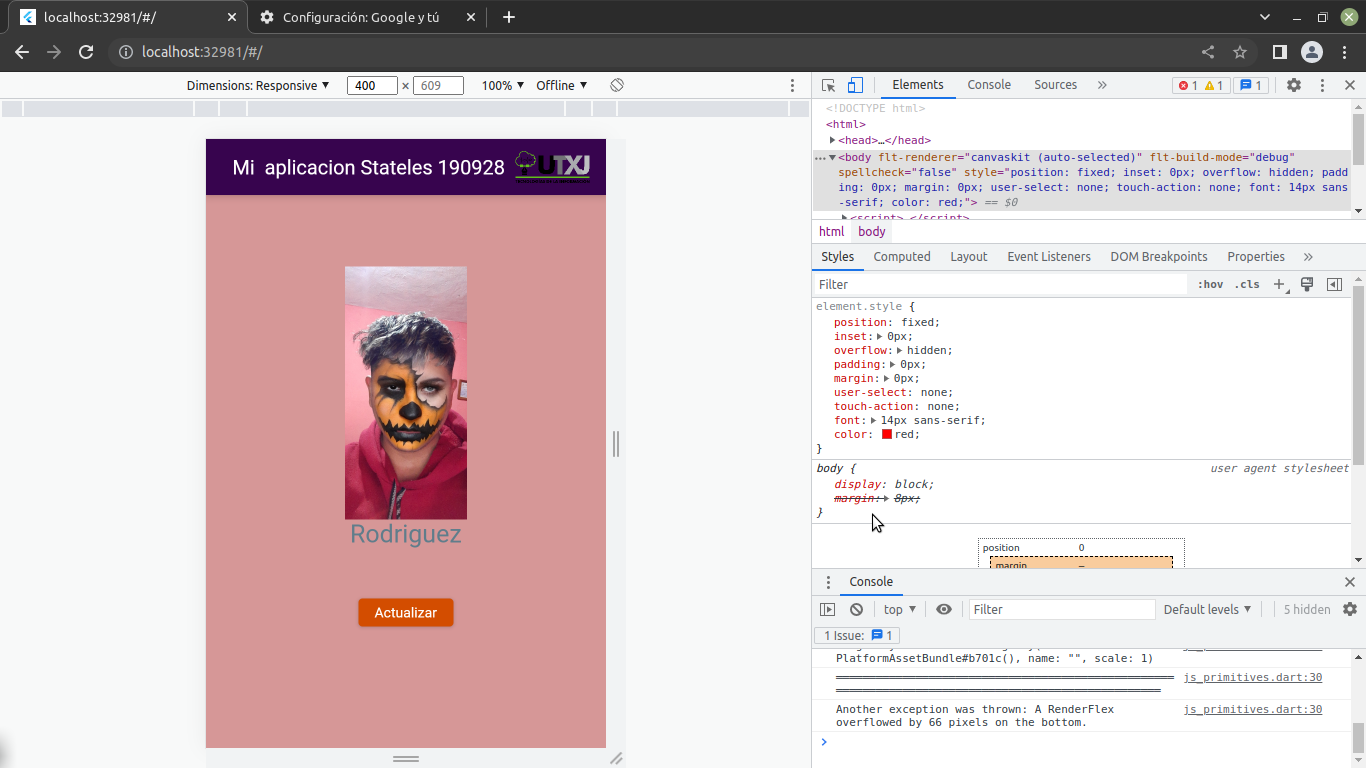 localhost:32981/#/
Configuración: Google y tú
localhost:32981/#/
Dimensions: Responsive 400 × 609 100% Offline
Mi aplicacion Stateles 190928 UTXJ
Rodriguez
Actualizar
Elements Console Sources 1 1 1
<!DOCTYPE html>
<html>
<head>…</head>
<body flt-renderer="canvaskit (auto-selected)" flt-build-mode="debug"
spellcheck="false" style="position: fixed; inset: 0px; overflow: hidden; padd
ing: 0px; margin: 0px; user-select: none; touch-action: none; font: 14px sans
-serif; color: red;"> == $0
<script> </script>
html body
Styles Computed Layout Event Listeners DOM Breakpoints Properties
Filter :hov .cls
element.style {
position: fixed;
inset: 0px;
overflow: hidden;
padding: 0px;
margin: 0px;
user-select: none;
touch-action: none;
font: 14px sans-serif;
color: red;
}
body { user agent stylesheet
display: block;
margin: 8px;
}
position 0
margin –
Console
top Filter Default levels 5 hidden
1 Issue: 1
PlatformAssetBundle#b701c(), name: "", scale: 1)
════════════════════════════════════════════════════ js_primitives.dart:30
══════════════════════════════════════════════════
Another exception was thrown: A RenderFlex js_primitives.dart:30
overflowed by 66 pixels on the bottom.